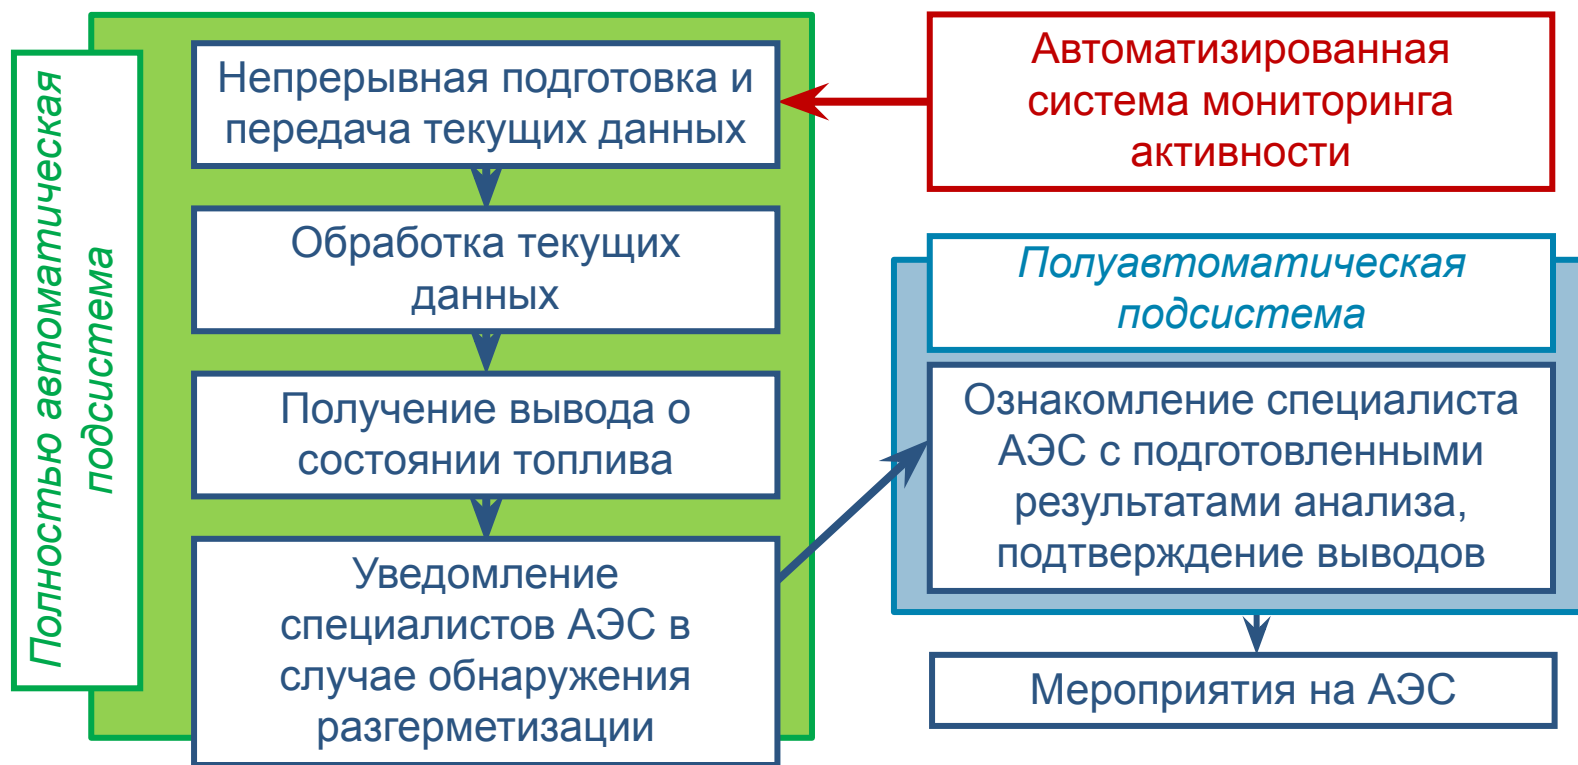 Полностью автоматическая
подсистема
Непрерывная подготовка и
передача текущих данных
Обработка текущих
данных
Получение вывода о
состоянии топлива
Уведомление
специалистов АЭС в
случае обнаружения
разгерметизации
Автоматизированная
система мониторинга
активности
Полуавтоматическая
подсистема
Ознакомление специалиста
АЭС с подготовленными
результатами анализа,
подтверждение выводов
Мероприятия на АЭС